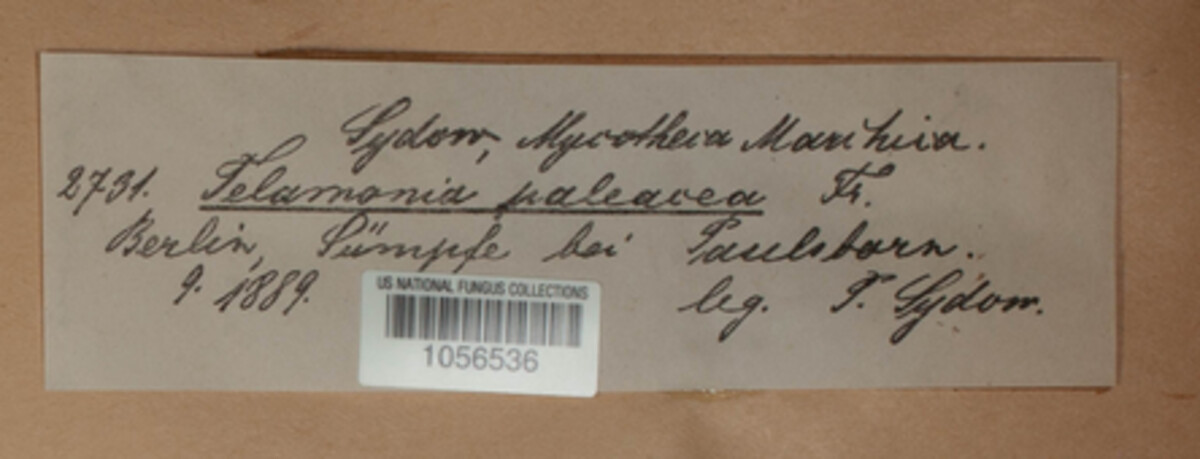 Sydow, Mycotheca Marchica.
2731. Telamonia paleacea Fr.
Berlin, Sümpfe bei Paulsborn.
9. 1889. leg. P. Sydow.
US NATIONAL FUNGUS COLLECTIONS
1056536